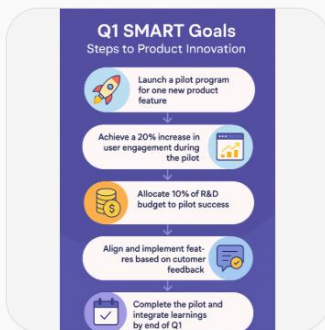 Q1 SMART Goals
Steps to Product Innovation
Launch a pilot program
for one new product
feature
Achieve a 20% increase in
user engagement during
the pilot
Allocate 10% of R&D
budget to pilot success
Align and implement feat-
res based on cutomer
feedback
Complete the pilot and
integrate learnings
by end of Q1